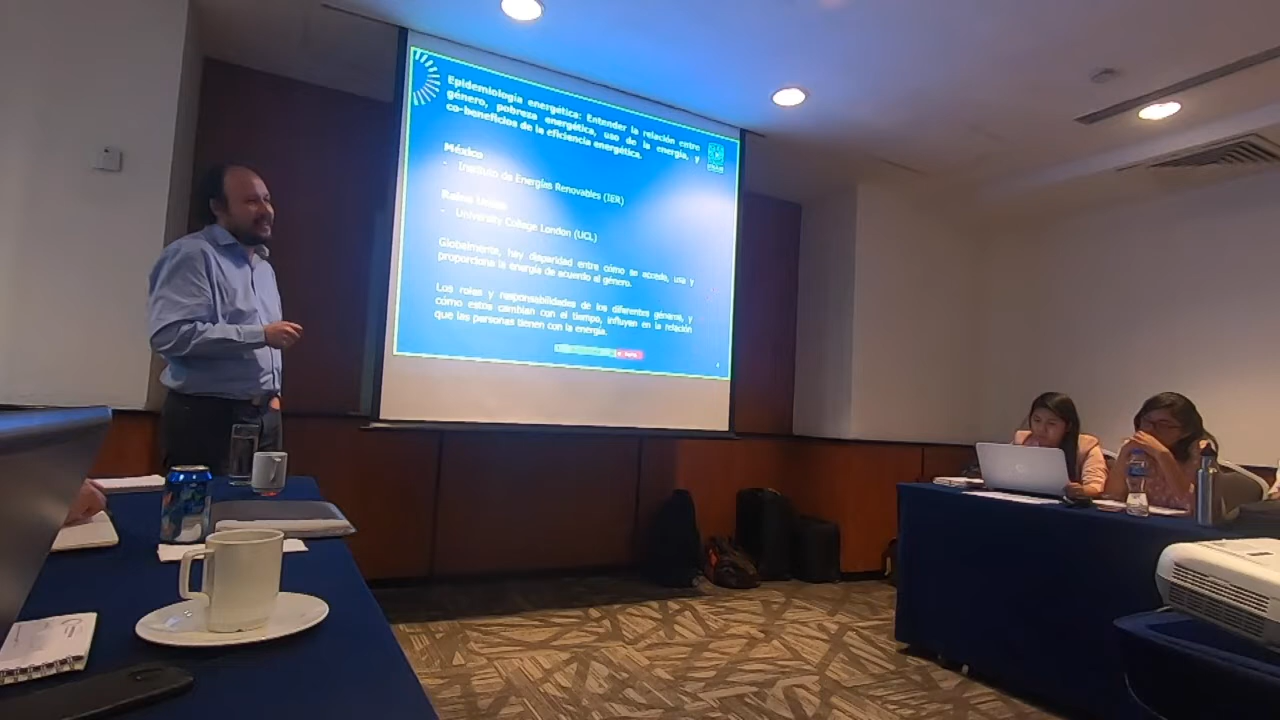 Epidemiología energética: Entender la relación entre
género, pobreza energética, uso de la energía, y
co-beneficios de la eficiencia energética.
México
- Instituto de Energías Renovables (IER)
Reino Unido
- University College London (UCL)
Globalmente, hay disparidad entre cómo se accede, usa y
proporciona la energía de acuerdo al género.
Los roles y responsabilidades de los diferentes géneros, y
cómo estos cambian con el tiempo, influyen en la relación
que las personas tienen con la energía.